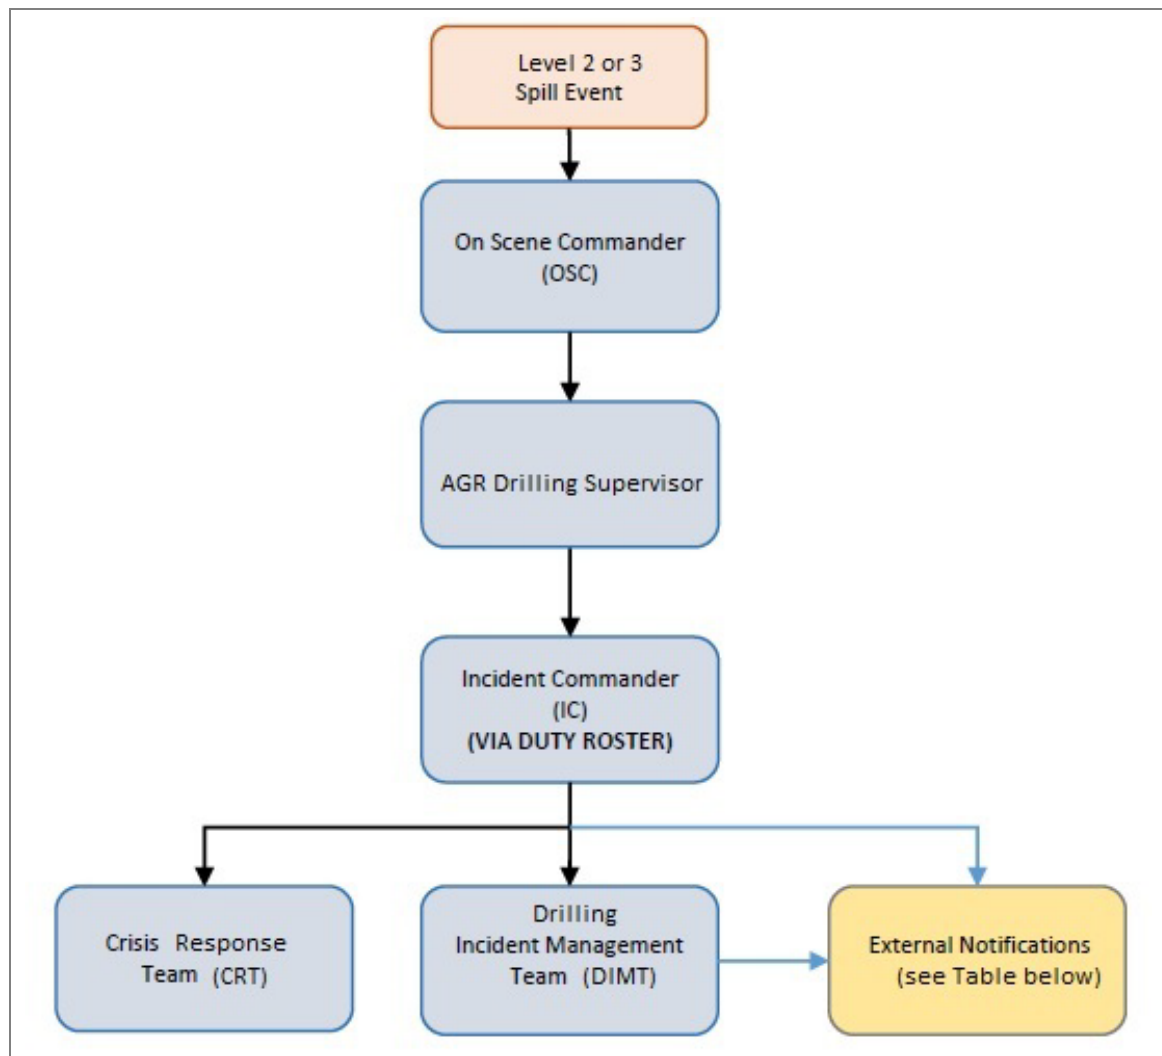 Level 2 or 3
Spill Event
On Scene Commander
(OSC)
AGR Drilling Supervisor
Incident Commander
(IC)
(VIA DUTY ROSTER)
Crisis Response
Team (CRT)
Drilling
Incident Management
Team (DIMT)
External Notifications
(see Table below)